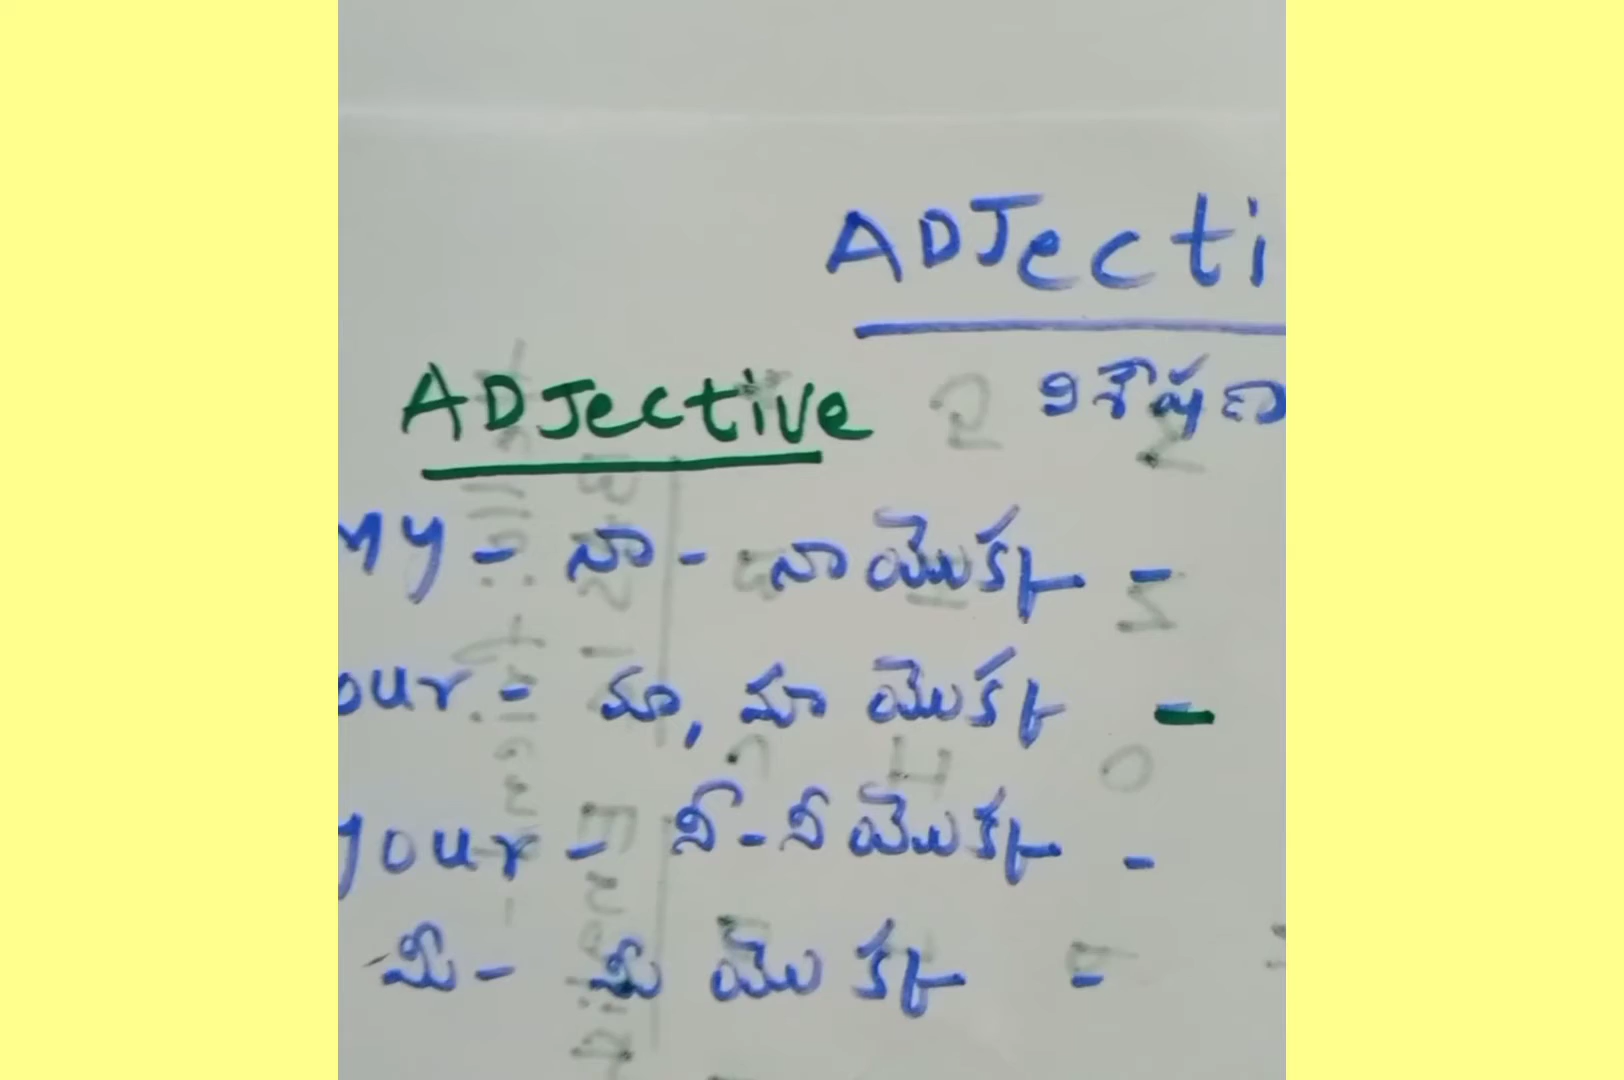 ADJecti
విశేషణ
ADJective
my - నా - నా యొక్క -
our - మా, మా యొక్క -
your - నీ - నీ యొక్క -
మీ - మీ యొక్క -